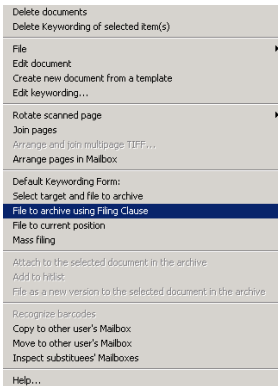 Delete documents
Delete Keywording of selected item(s)
File
Edit document
Create new document from a template
Edit keywording...
Rotate scanned page
Join pages
Arrange and join multipage TIFF...
Arrange pages in Mailbox
Default Keywording Form:
Select target and file to archive
File to archive using Filing Clause
File to current position
Mass filing
Attach to the selected document in the archive
Add to hitlist
File as a new version to the selected document in the archive
Recognize barcodes
Copy to other user's Mailbox
Move to other user's Mailbox
Inspect substituees' Mailboxes
Help...